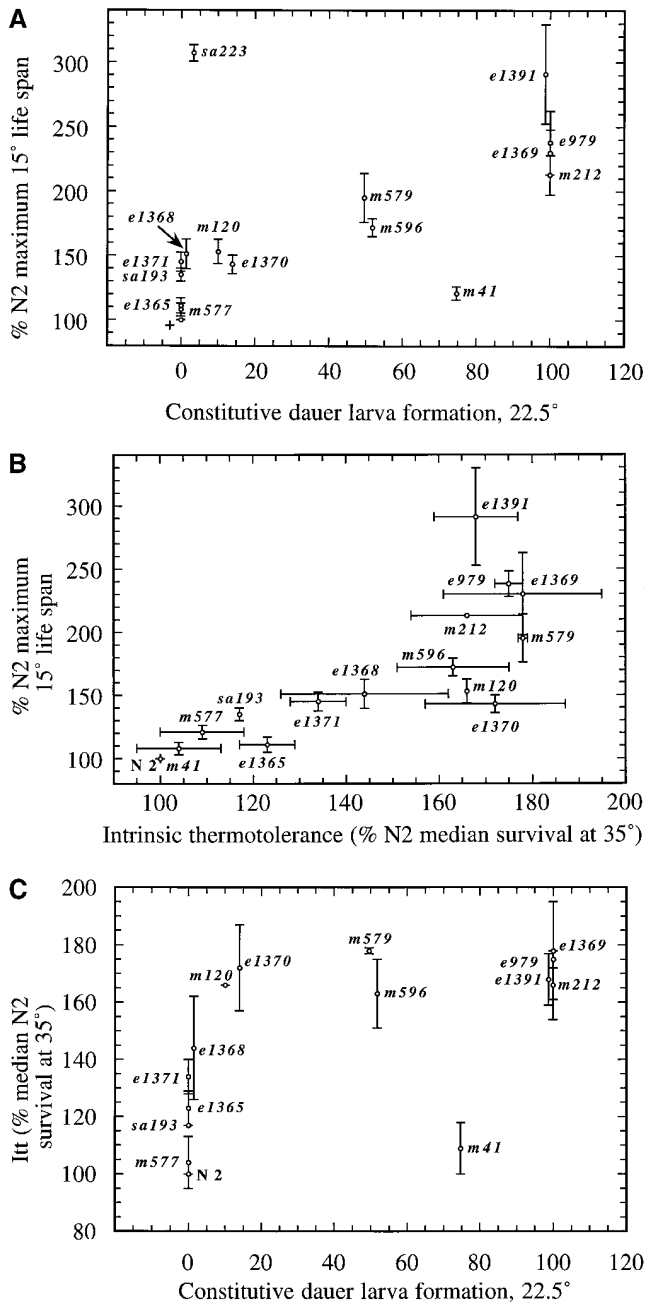 A
% N2 maximum 15° life span
300
250
200
150
100
sa223
e1391
e979
e1369
m212
m579
m596
e1368
m120
e1371
e1370
sa193
m41
e1365
m577
+
0 20 40 60 80 100 120
Constitutive dauer larva formation, 22.5°
B
% N2 maximum
15° life span
300
250
200
150
100
e1391
e979
e1369
m212
m579
m596
e1368
m120
sa193
e1371
e1370
m577
e1365
N 2
m41
100 120 140 160 180 200
Intrinsic thermotolerance (% N2 median survival at 35°)
C
Itt (% median N2
survival at 35°)
200
180
160
140
120
100
80
m579
e1369
e1370
e979
m120
e1391
m212
m596
e1368
e1371
e1365
sa193
m41
m577
N 2
0 20 40 60 80 100 120
Constitutive dauer larva formation, 22.5°